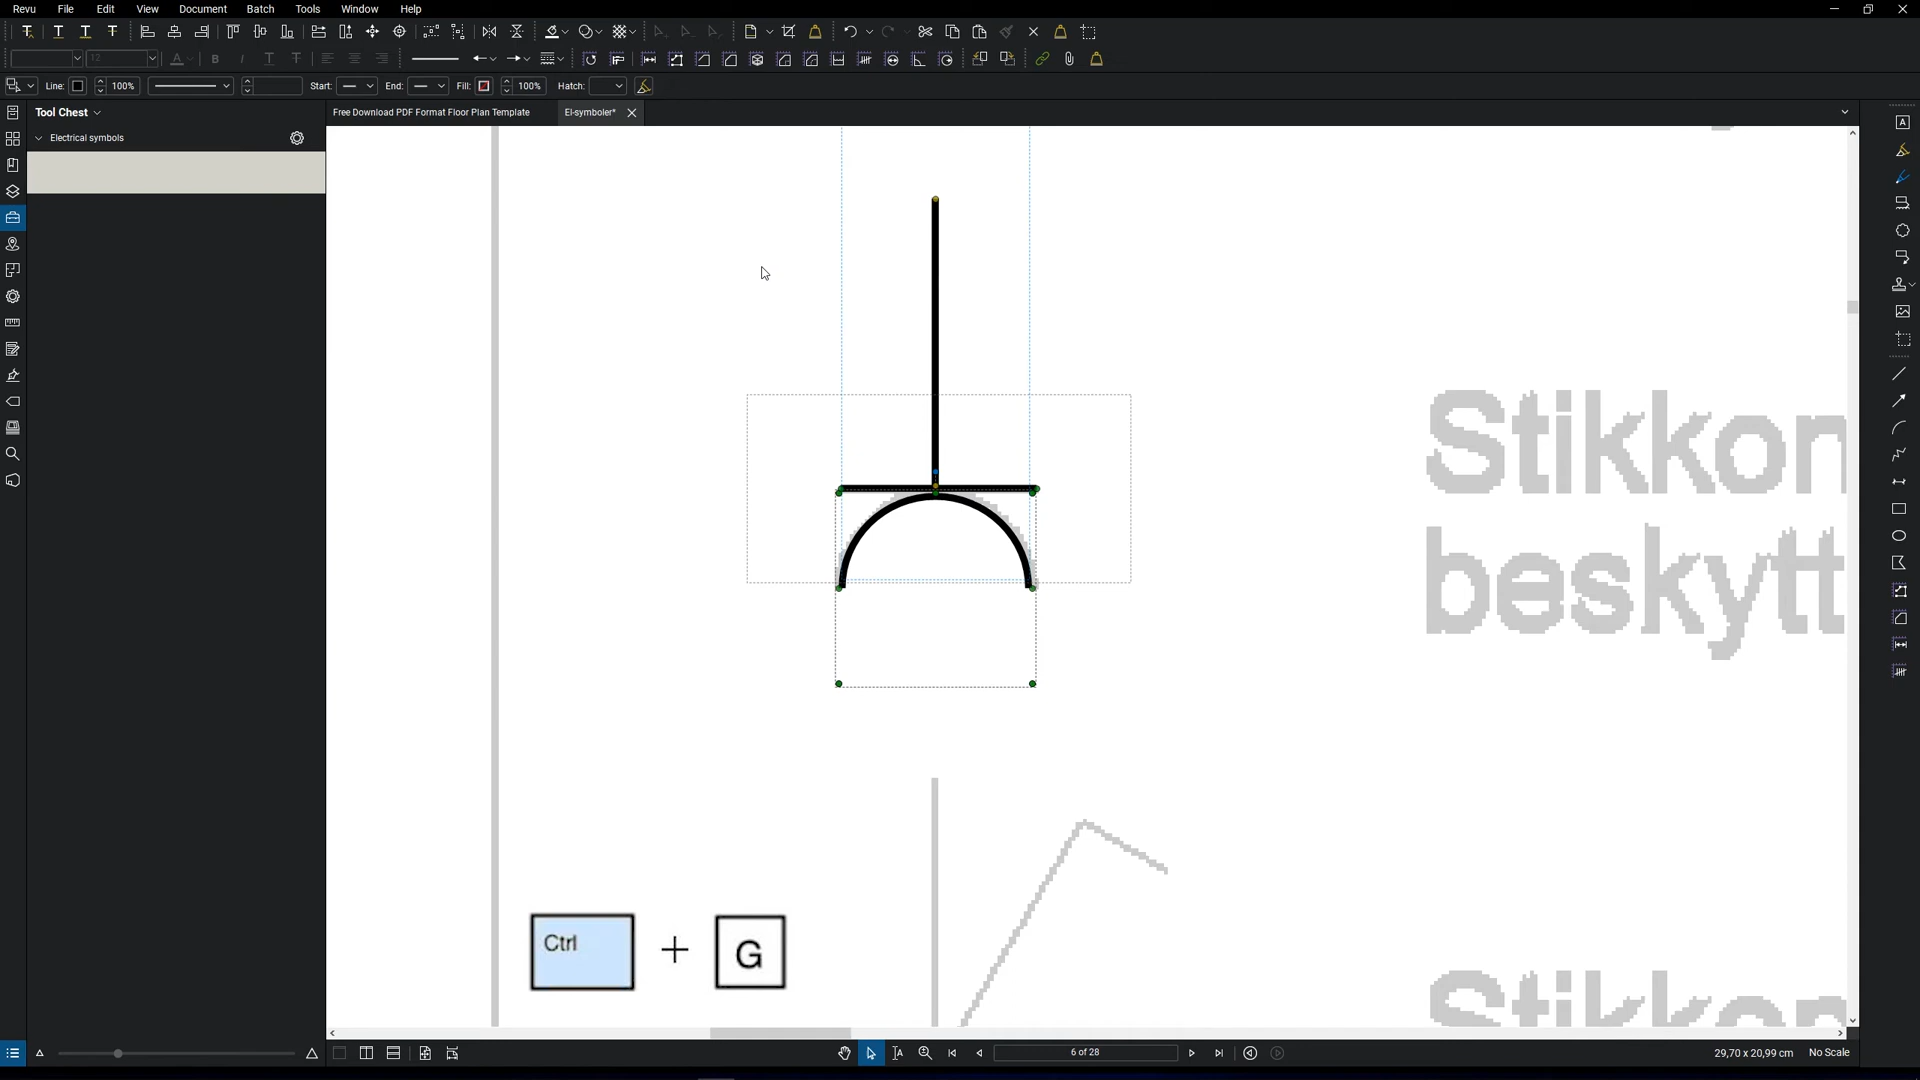 Revu File Edit View Document Batch Tools Window Help
12
Line: 100% Start: End: Fill: 100% Hatch:
Tool Chest
Free Download PDF Format Floor Plan Template
El-symboler*
Electrical symbols
Stikkon
beskytt
Ctrl + G
Stikkon
6 of 28
29,70 x 20,99 cm No Scale